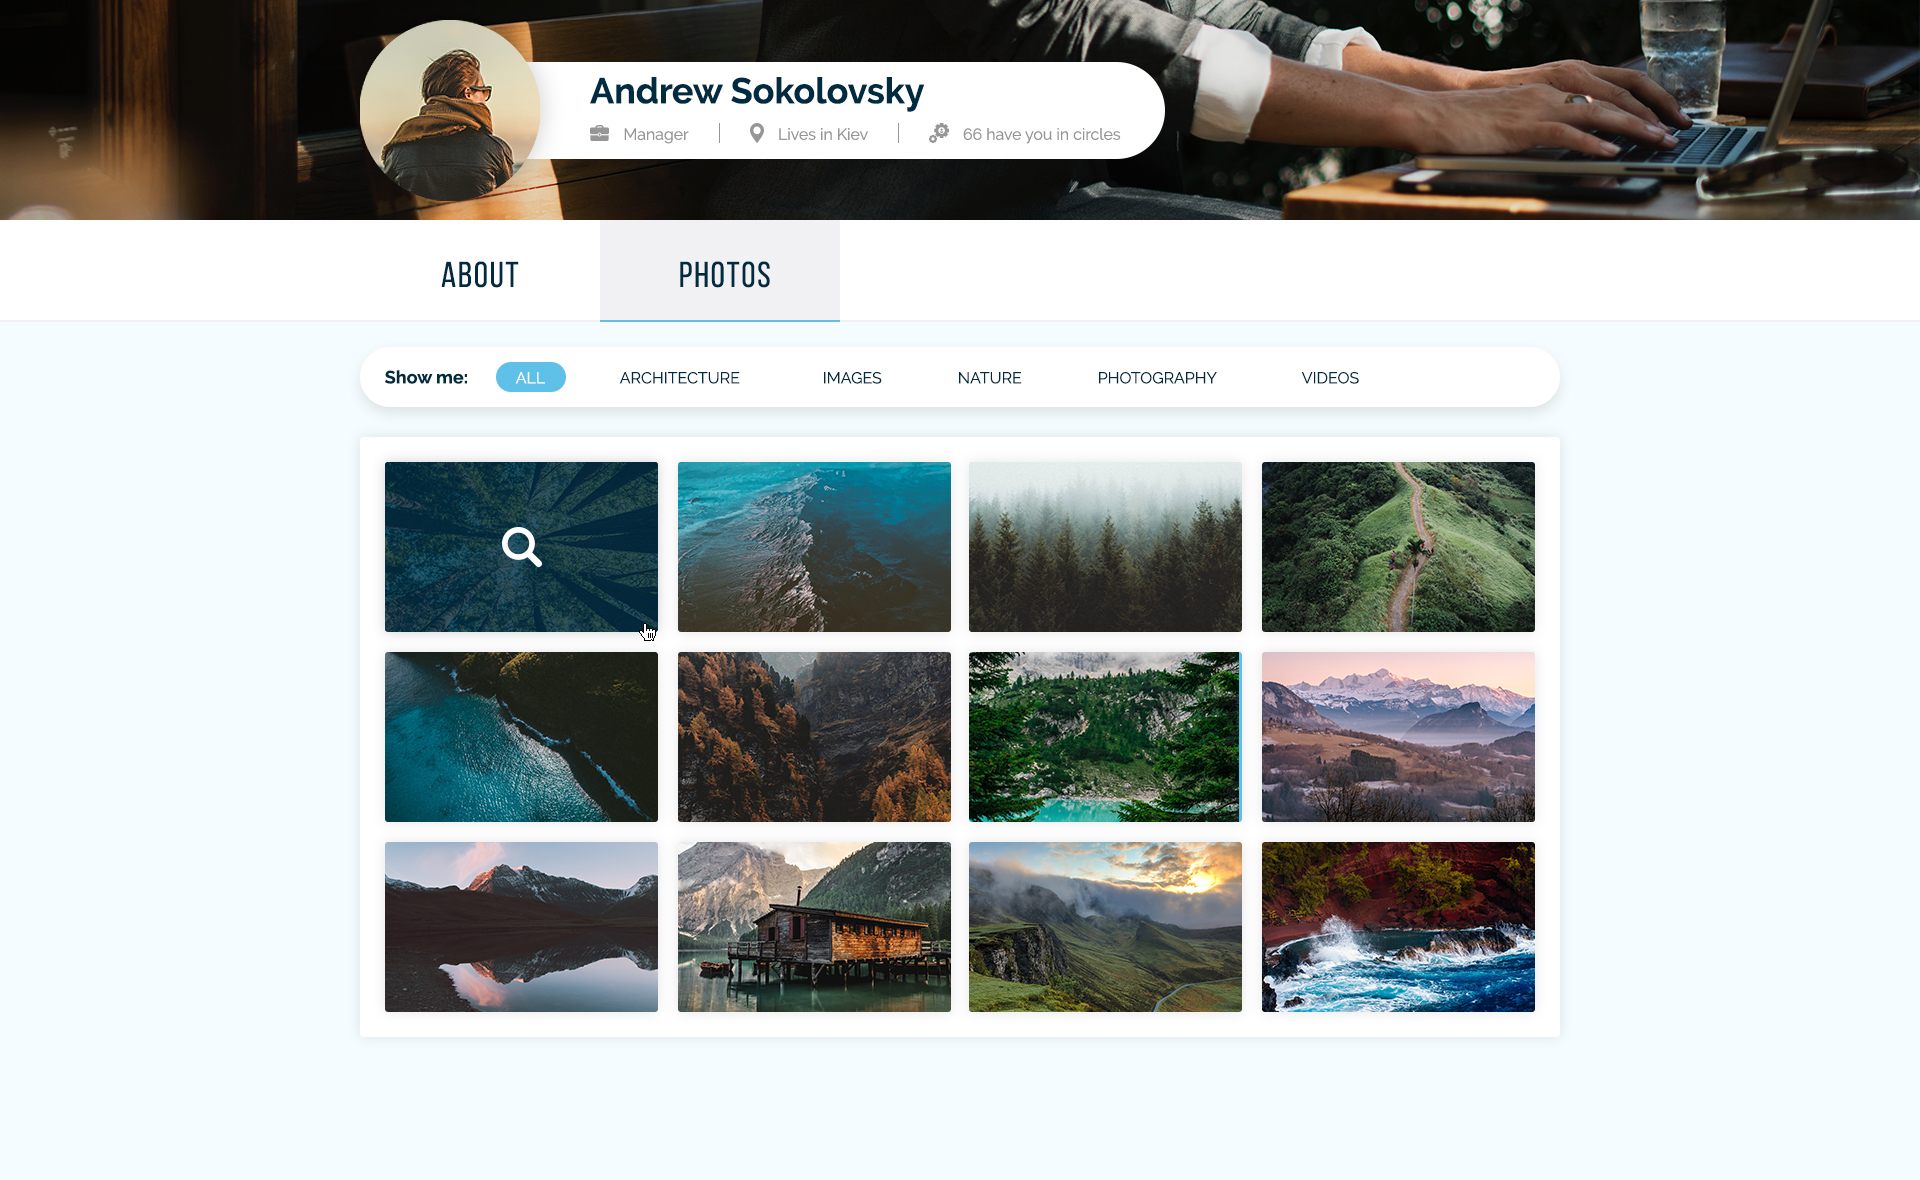 Andrew Sokolovsky
Manager
Lives in Kiev
66 have you in circles
ABOUT
PHOTOS
Show me:
ALL
ARCHITECTURE
IMAGES
NATURE
PHOTOGRAPHY
VIDEOS